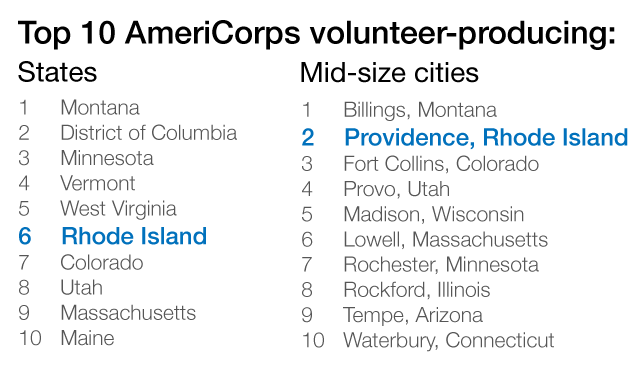 Top 10 AmeriCorps volunteer-producing:
States
1 Montana
2 District of Columbia
3 Minnesota
4 Vermont
5 West Virginia
6 Rhode Island
7 Colorado
8 Utah
9 Massachusetts
10 Maine
Mid-size cities
1 Billings, Montana
2 Providence, Rhode Island
3 Fort Collins, Colorado
4 Provo, Utah
5 Madison, Wisconsin
6 Lowell, Massachusetts
7 Rochester, Minnesota
8 Rockford, Illinois
9 Tempe, Arizona
10 Waterbury, Connecticut